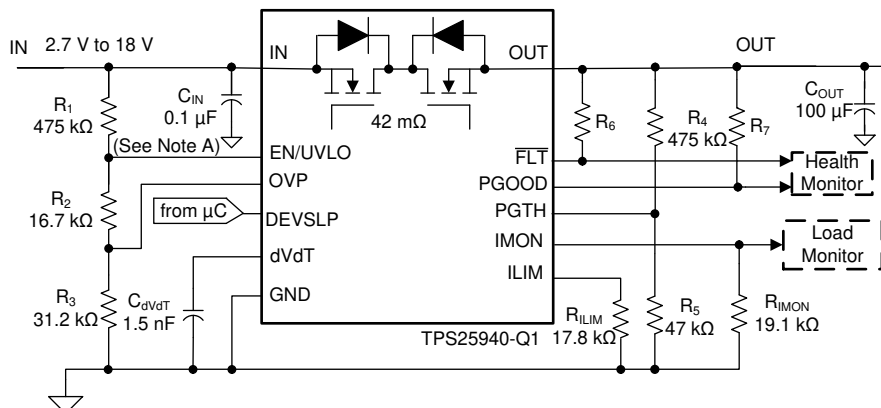 IN 2.7 V to 18 V
IN
OUT
OUT
R1
475 kΩ
CIN
0.1 µF
42 mΩ
R6
R4
475 kΩ
R7
COUT
100 µF
(See Note A)
EN/UVLO
FLT
Health
Monitor
R2
16.7 kΩ
OVP
PGOOD
from µC
DEVSLP
PGTH
IMON
Load
Monitor
dVdT
ILIM
R3
31.2 kΩ
CdVdT
1.5 nF
GND
RILIM
17.8 kΩ
R5
47 kΩ
RIMON
19.1 kΩ
TPS25940-Q1